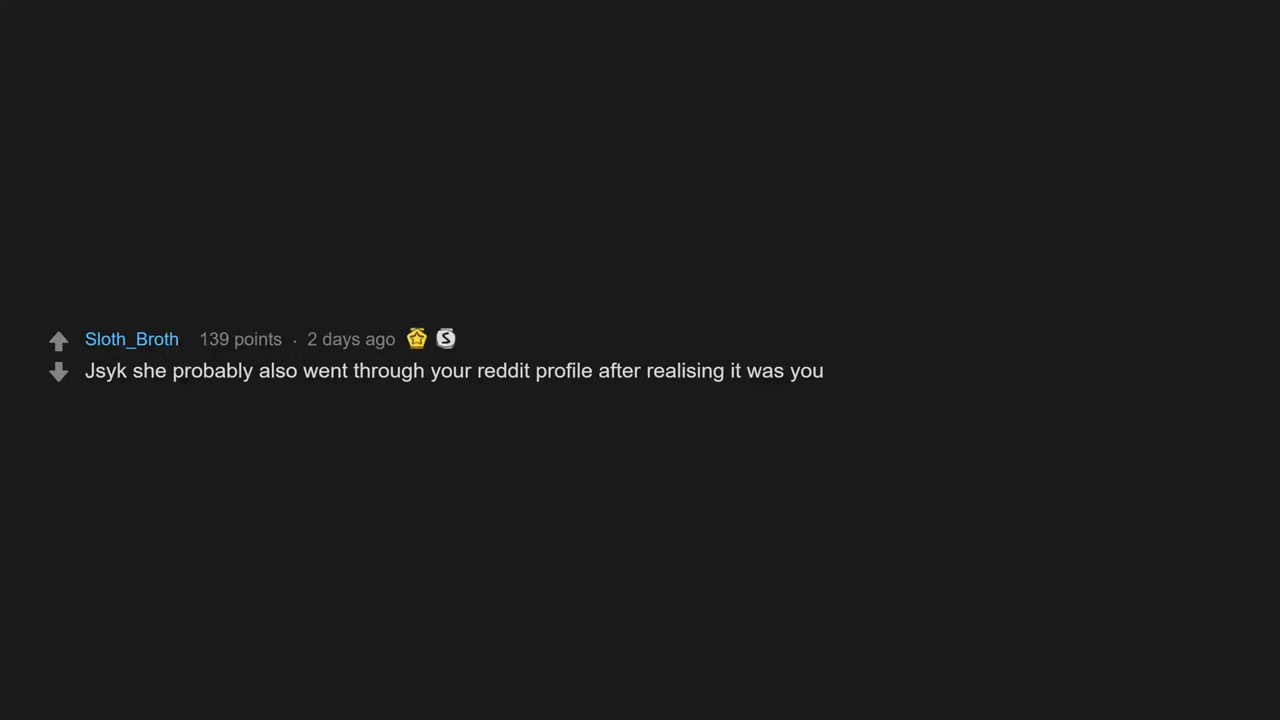 Sloth_Broth 139 points . 2 days ago S
Jsyk she probably also went through your reddit profile after realising it was you